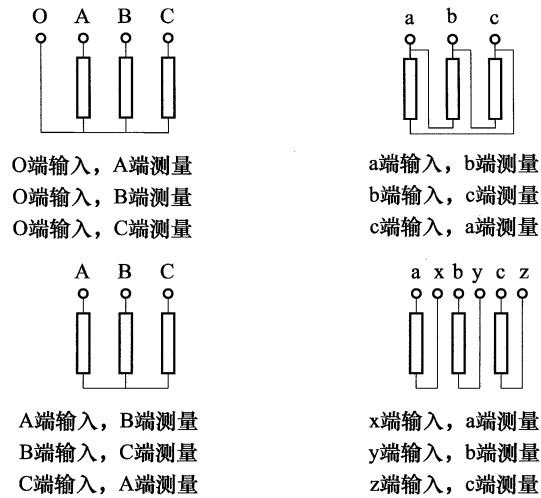 O A B C
O端输入，A端测量
O端输入，B端测量
O端输入，C端测量
a b c
a端输入，b端测量
b端输入，c端测量
c端输入，a端测量
A B C
A端输入，B端测量
B端输入，C端测量
C端输入，A端测量
a x b y c z
x端输入，a端测量
y端输入，b端测量
z端输入，c端测量